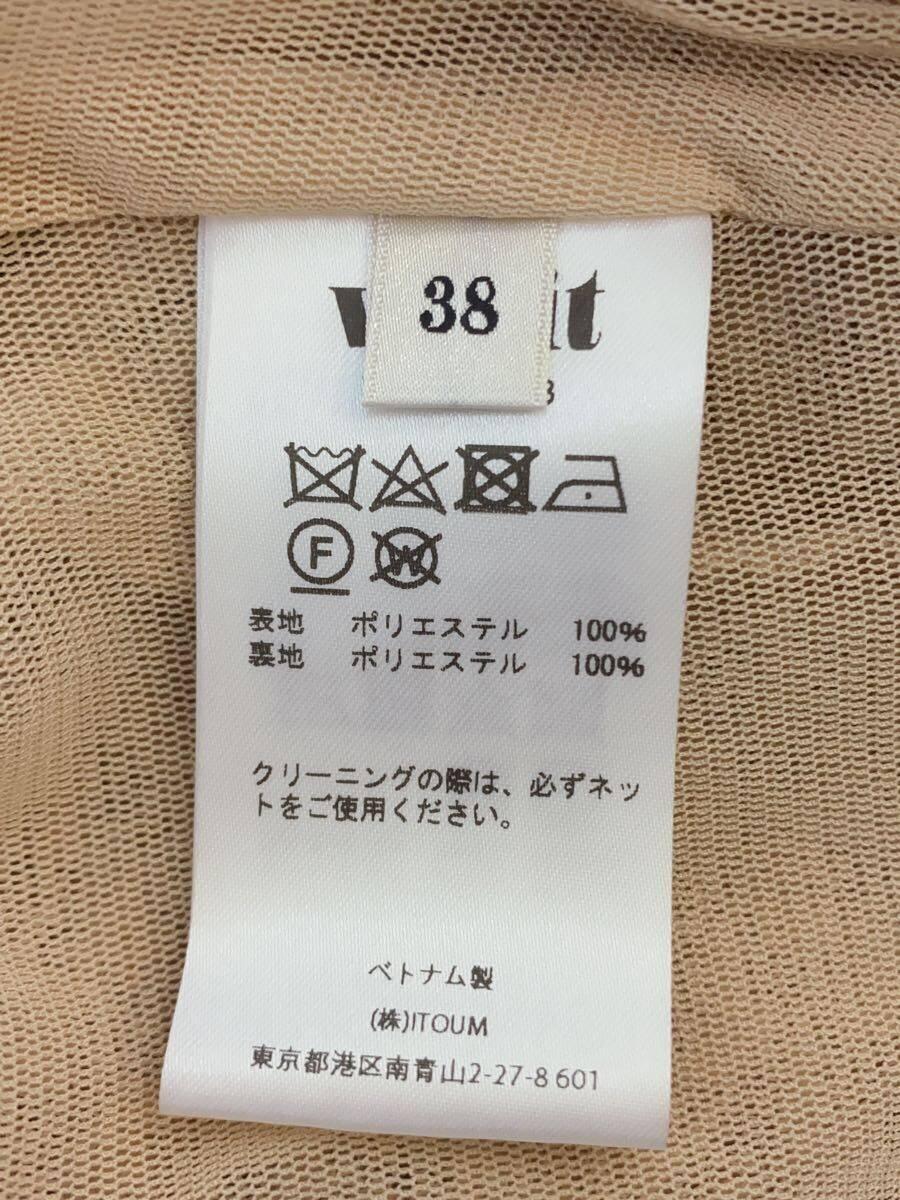 38
F
W
表地 ポリエステル 100%
裏地 ポリエステル 100%
クリーニングの際は、必ずネッ
トをご使用ください。
ベトナム製
(株)ITOUM
東京都港区南青山2-27-8 601